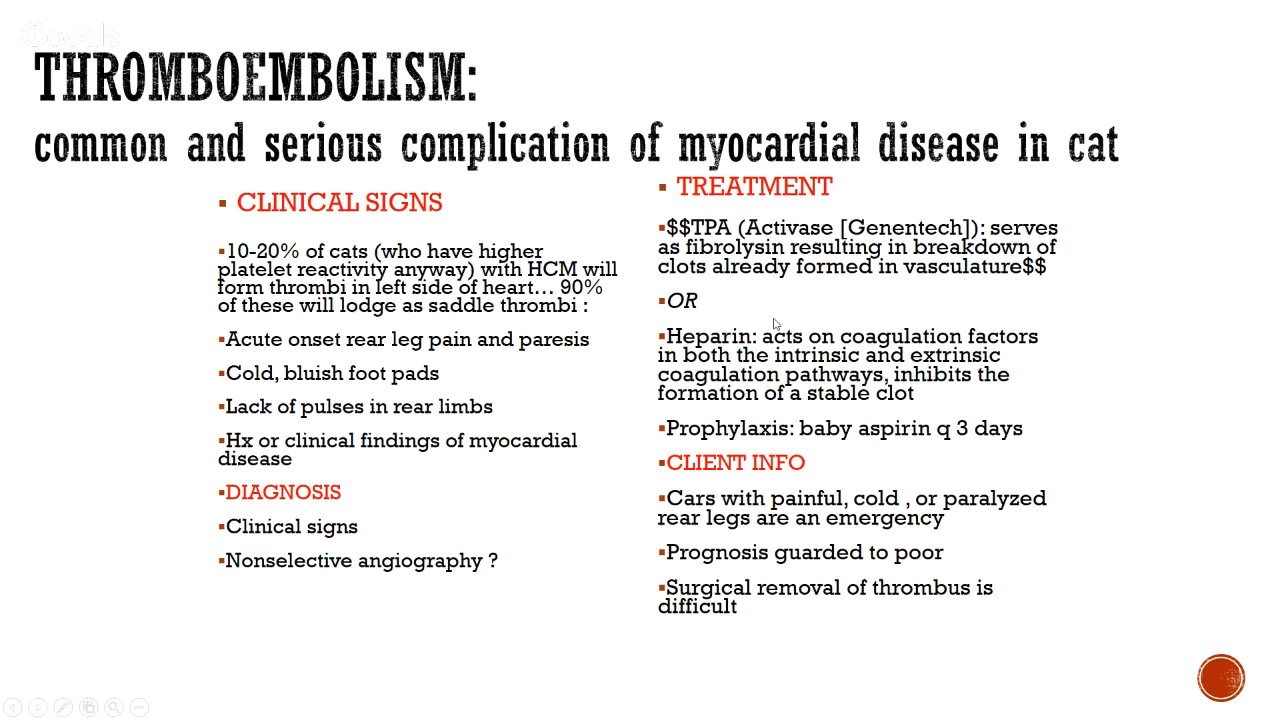 THROMBOEMBOLISM:
common and serious complication of myocardial disease in cat
▪ CLINICAL SIGNS
▪10-20% of cats (who have higher
platelet reactivity anyway) with HCM will
form thrombi in left side of heart… 90%
of these will lodge as saddle thrombi :
▪Acute onset rear leg pain and paresis
▪Cold, bluish foot pads
▪Lack of pulses in rear limbs
▪Hx or clinical findings of myocardial
disease
▪DIAGNOSIS
▪Clinical signs
▪Nonselective angiography ?
▪ TREATMENT
▪$$TPA (Activase [Genentech]): serves
as fibrolysin resulting in breakdown of
clots already formed in vasculature$$
▪OR
▪Heparin: acts on coagulation factors
in both the intrinsic and extrinsic
coagulation pathways, inhibits the
formation of a stable clot
▪Prophylaxis: baby aspirin q 3 days
▪CLIENT INFO
▪Cars with painful, cold , or paralyzed
rear legs are an emergency
▪Prognosis guarded to poor
▪Surgical removal of thrombus is
difficult